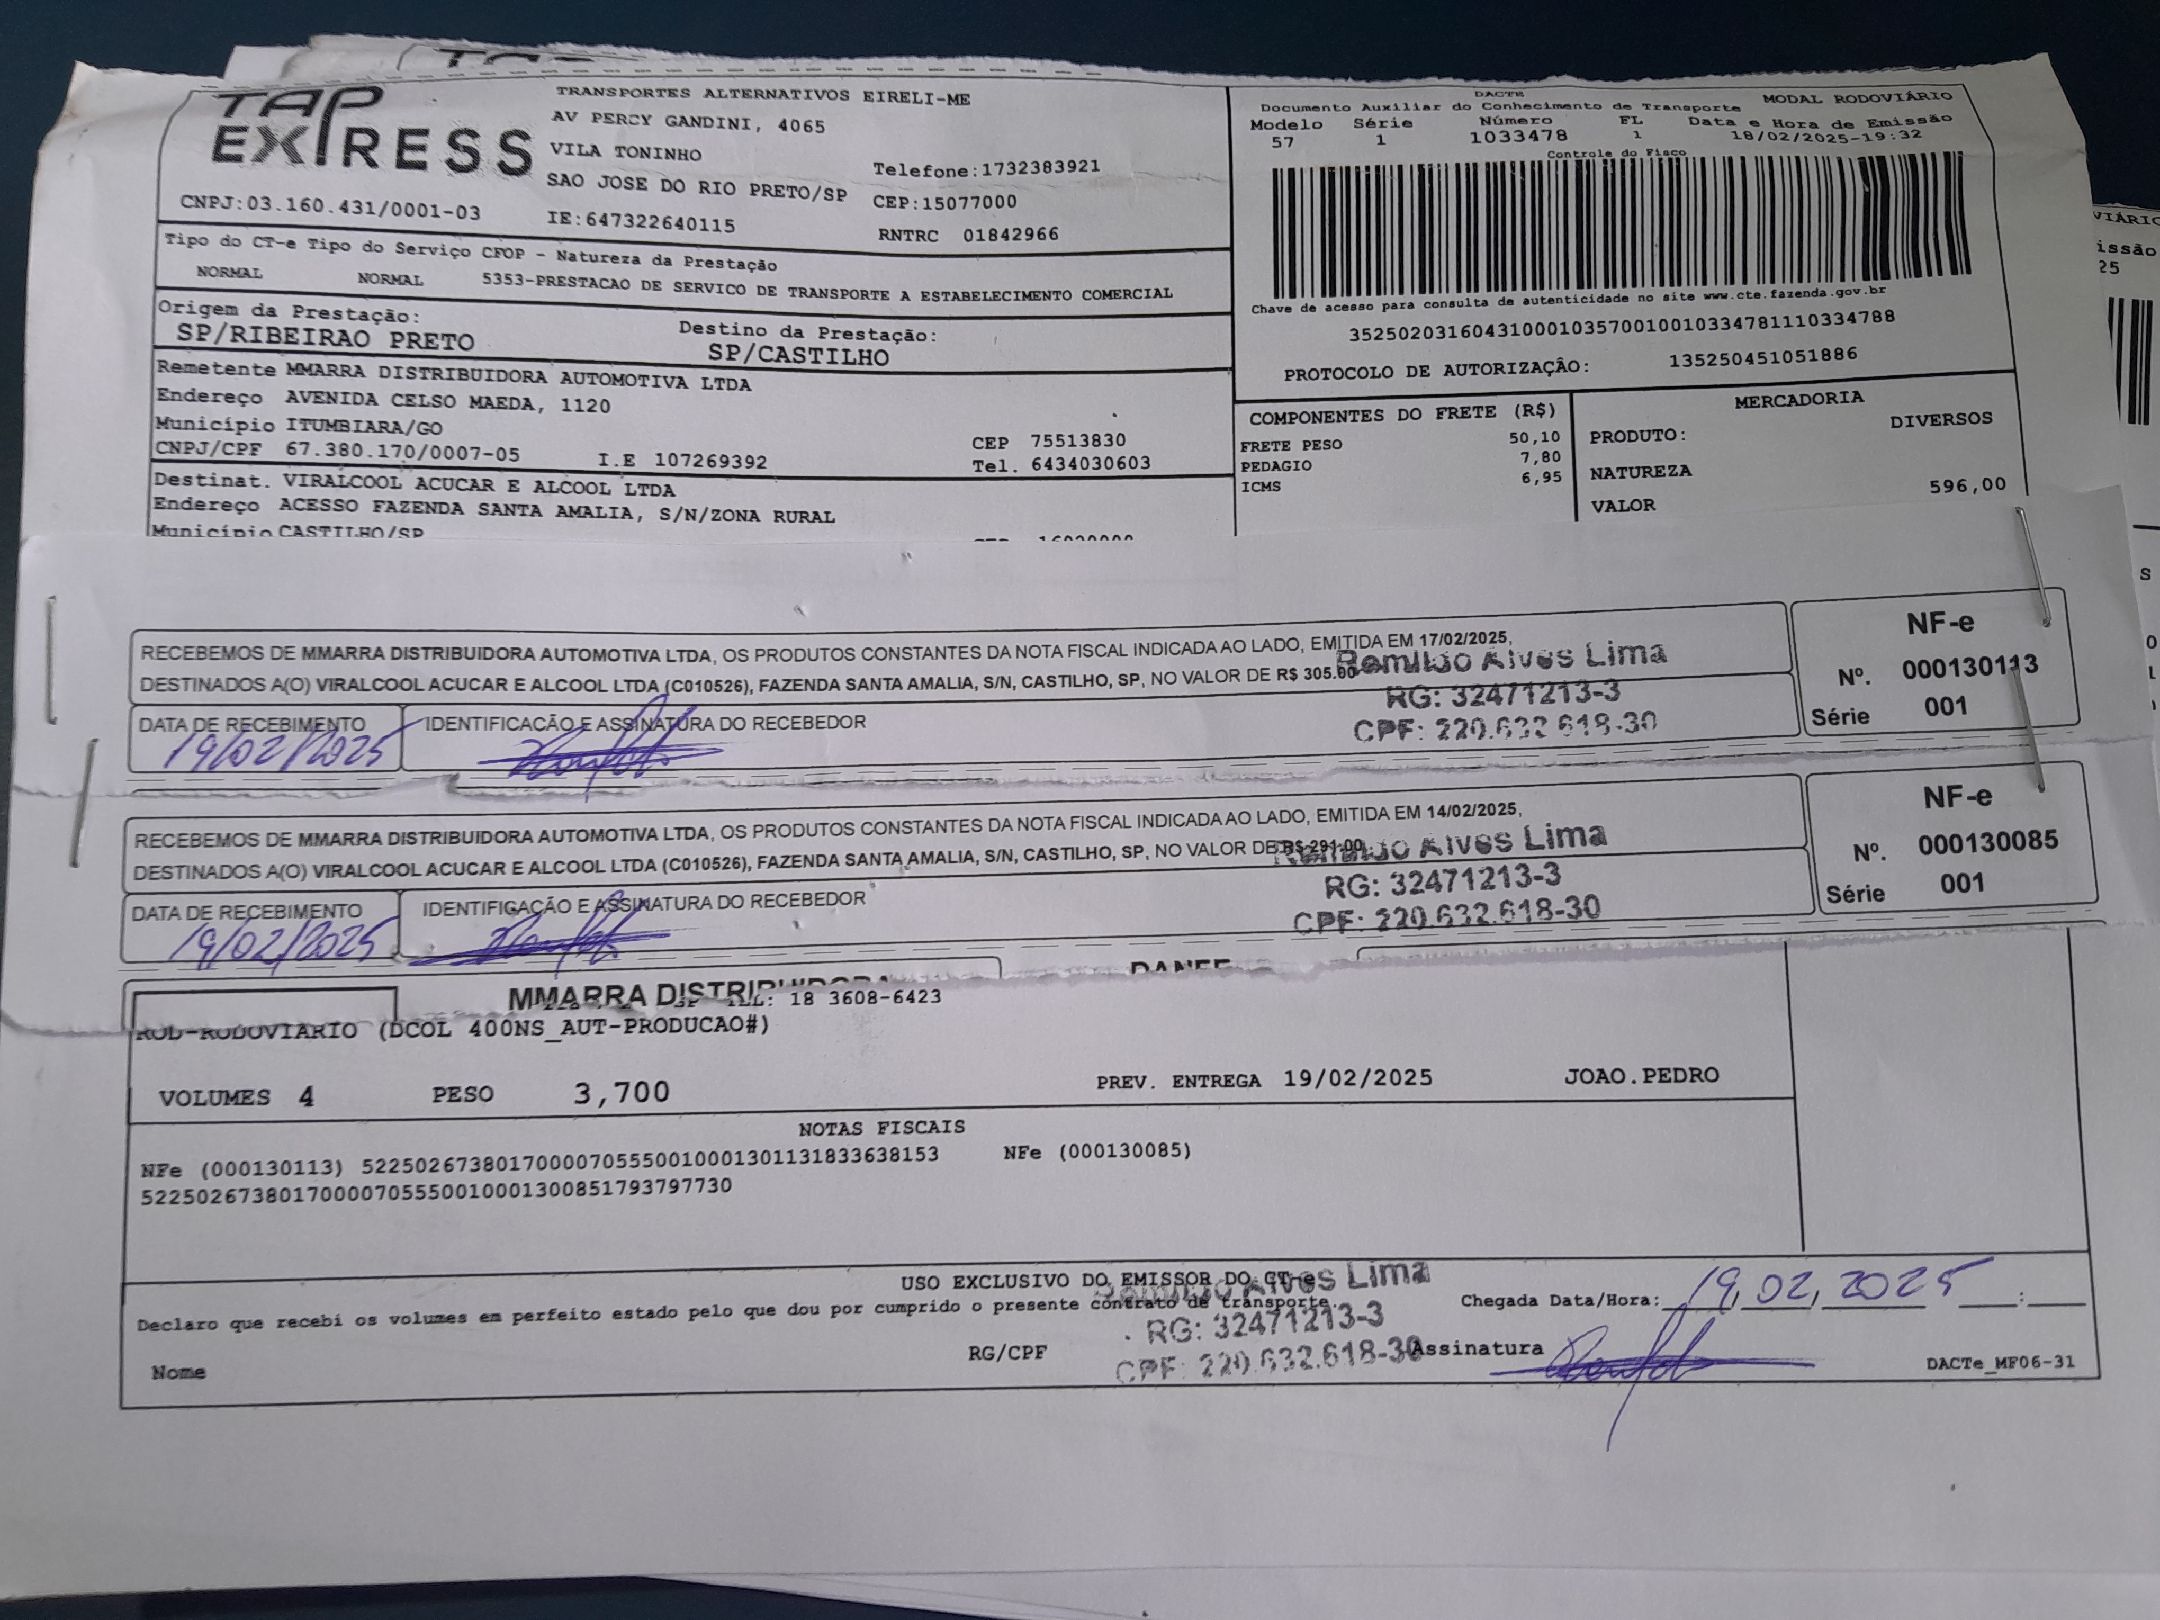 TAP EXPRESS
TRANSPORTES ALTERNATIVOS EIRELI-ME
AV PERCY GANDINI, 4065
VILA TONINHO
Telefone:1732383921
SAO JOSE DO RIO PRETO/SP
CEP:15077000
CNPJ:03.160.431/0001-03
IE:647322640115
RNTRC 01842966
DACTE
Documento Auxiliar do Conhecimento de Transporte
MODAL RODOVIÁRIO
Modelo Série Número FL Data e Hora de Emissão
57 1 1033478 1 18/02/2025-19:32
Controle do Fisco
Chave de acesso para consulta de autenticidade no site www.cte.fazenda.gov.br
35250203160431000103570010010334781110334788
PROTOCOLO DE AUTORIZAÇÂO: 135250451051886
Tipo do CT-e Tipo do Serviço CFOP - Natureza da Prestação
NORMAL NORMAL 5353-PRESTACAO DE SERVICO DE TRANSPORTE A ESTABELECIMENTO COMERCIAL
Origem da Prestação: Destino da Prestação:
SP/RIBEIRAO PRETO SP/CASTILHO
Remetente MMARRA DISTRIBUIDORA AUTOMOTIVA LTDA
Endereço AVENIDA CELSO MAEDA, 1120
Município ITUMBIARA/GO CEP 75513830
CNPJ/CPF 67.380.170/0007-05 I.E 107269392 Tel. 6434030603
Destinat. VIRALCOOL ACUCAR E ALCOOL LTDA
Endereço ACESSO FAZENDA SANTA AMALIA, S/N/ZONA RURAL
Município CASTILHO/SP
COMPONENTES DO FRETE (R$)
FRETE PESO 50,10
PEDAGIO 7,80
ICMS 6,95
MERCADORIA
PRODUTO: DIVERSOS
NATUREZA
VALOR 596,00
RECEBEMOS DE MMARRA DISTRIBUIDORA AUTOMOTIVA LTDA, OS PRODUTOS CONSTANTES DA NOTA FISCAL INDICADA AO LADO, EMITIDA EM 17/02/2025,
DESTINADOS A(O) VIRALCOOL ACUCAR E ALCOOL LTDA (C010526), FAZENDA SANTA AMALIA, S/N, CASTILHO, SP, NO VALOR DE R$ 305.00
Alves Lima
RG: 32471213-3
CPF: 220.632.618-30
NF-e
Nº. 000130113
Série 001
DATA DE RECEBIMENTO IDENTIFICAÇÃO E ASSINATURA DO RECEBEDOR
19/02/2025
RECEBEMOS DE MMARRA DISTRIBUIDORA AUTOMOTIVA LTDA, OS PRODUTOS CONSTANTES DA NOTA FISCAL INDICADA AO LADO, EMITIDA EM 14/02/2025,
DESTINADOS A(O) VIRALCOOL ACUCAR E ALCOOL LTDA (C010526), FAZENDA SANTA AMALIA, S/N, CASTILHO, SP, NO VALOR DE R$ 291.00
Alves Lima
RG: 32471213-3
CPF: 220.632.618-30
NF-e
Nº. 000130085
Série 001
DATA DE RECEBIMENTO IDENTIFICAÇÃO E ASSINATURA DO RECEBEDOR
19/02/2025
MMARRA DISTRIBUIDORA
DANFE
18 3608-6423
ROD-RODOVIARIO (DCOL 400NS_AUT-PRODUCAO#)
VOLUMES 4 PESO 3,700 PREV. ENTREGA 19/02/2025 JOAO.PEDRO
NOTAS FISCAIS
NFe (000130113) 52250267380170000705550010001301131833638153 NFe (000130085)
52250267380170000705550010001300851793797730
USO EXCLUSIVO DO EMISSOR DO CT-e
Declaro que recebi os volumes em perfeito estado pelo que dou por cumprido o presente contrato de transporte
Alves Lima
RG: 32471213-3
CPF: 220.632.618-30
Chegada Data/Hora: 19, 02, 2025 :
Nome RG/CPF Assinatura
DACTe_MF06-31